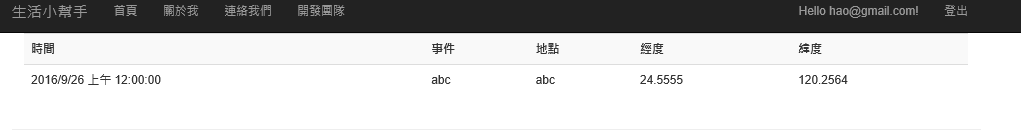 生活小幫手 首頁 關於我 連絡我們 開發團隊 Hello hao@gmail.com! 登出
時間 事件 地點 經度 緯度
2016/9/26 上午 12:00:00 abc abc 24.5555 120.2564